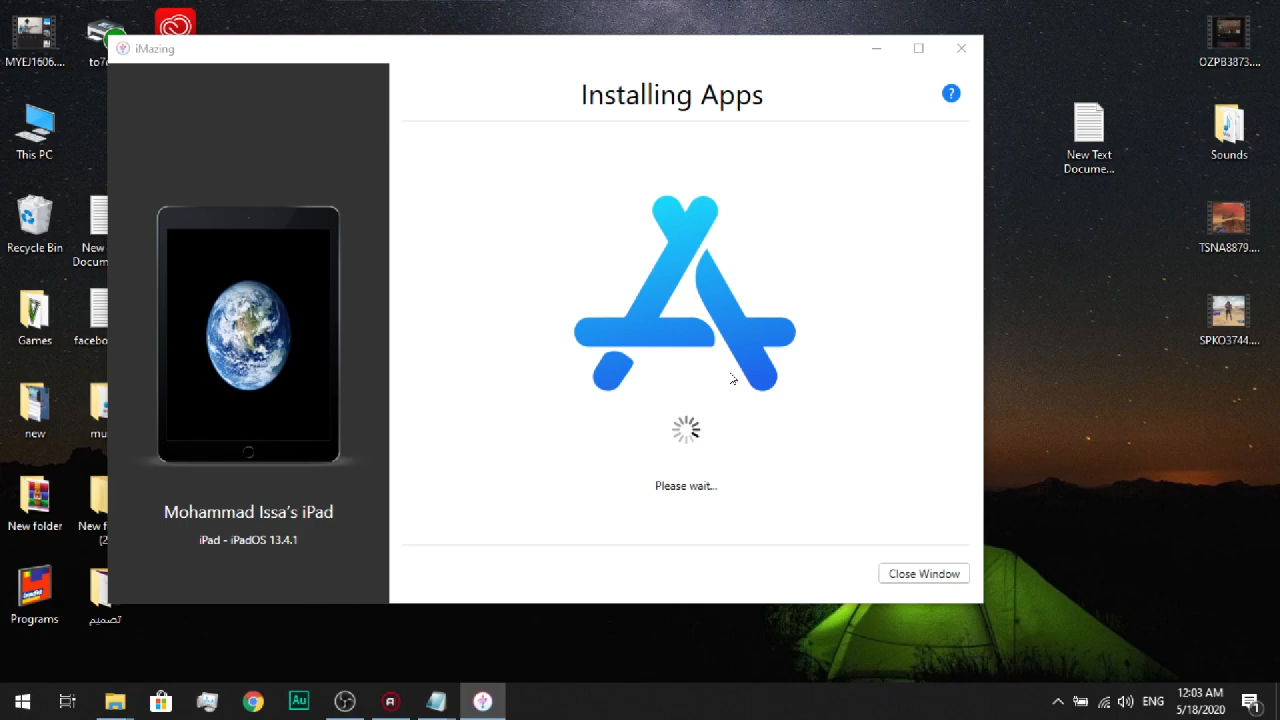 MYEJ1606....
This PC
Recycle Bin
Games
new
New folder
Programs
تصميم
iMazing
Installing Apps
?
Please wait...
Close Window
Mohammad Issa's iPad
iPad - iPadOS 13.4.1
New Text
Docume...
OZPB3873....
Sounds
TSNA8879....
SPKO3744....
Au
ENG
12:03 AM
5/18/2020